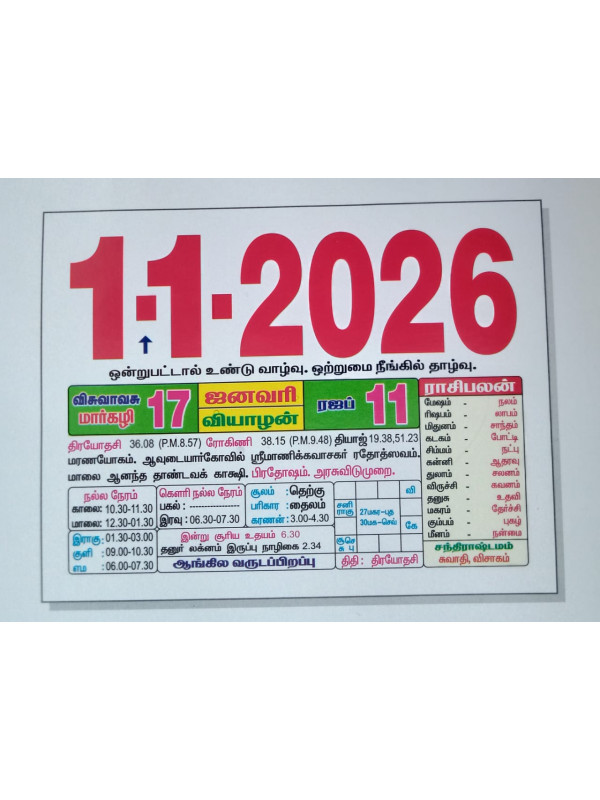 1·1·2026
ஒன்றுபட்டால் உண்டு வாழ்வு. ஒற்றுமை நீங்கில் தாழ்வு.
விசுவாவசு
மார்கழி
17
ஜனவரி
வியாழன்
ரஜப்
11
திரயோதசி 36.08 (P.M.8.57) ரோகிணி 38.15 (P.M.9.48) தியாஜ் 19.38,51.23
மரணயோகம். ஆவுடையார்கோவில் ஸ்ரீமாணிக்கவாசகர் ரதோத்ஸவம்.
மாலை ஆனந்த தாண்டவக் காக்ஷி. பிரதோஷம். அரசுவிடுமுறை.
நல்ல நேரம்
காலை: 10.30-11.30
மாலை: 12.30-01.30
இராகு: 01.30-03.00
குளி : 09.00-10.30
எம : 06.00-07.30
கௌரி நல்ல நேரம்
பகல் : --------------
இரவு : 06.30-07.30
சூலம் : தெற்கு
பரிகார : தைலம்
கரணன் : 3.00-4.30
இன்று சூரிய உதயம் 6.30
தனுர் லக்னம் இருப்பு நாழிகை 2.34
ஆங்கில வருடப்பிறப்பு
வி
சனி
ராகு
27மகர-புத
30மக-செவ்
கே
குசெ
சு பு
திதி : திரயோதசி
ராசிபலன்
மேஷம் - நலம்
ரிஷபம் - லாபம்
மிதுனம் - சாந்தம்
கடகம் - போட்டி
சிம்மம் - நட்பு
கன்னி - ஆதரவு
துலாம் - சலனம்
விருச்சி - கவனம்
தனுசு - உதவி
மகரம் - தேர்ச்சி
கும்பம் - புகழ்
மீனம் - நன்மை
சந்திராஷ்டமம்
சுவாதி, விசாகம்